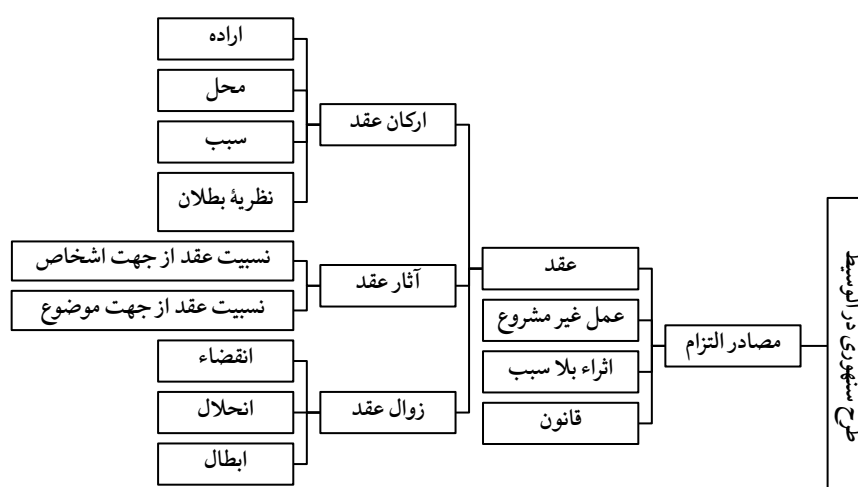 طرح سنهوری در الوسیط
مصادر التزام
عقد
عمل غیر مشروع
اثراء بلا سبب
قانون
ارکان عقد
آثار عقد
زوال عقد
اراده
محل
سبب
نظریهٔ بطلان
نسبیت عقد از جهت اشخاص
نسبیت عقد از جهت موضوع
انقضاء
انحلال
ابطال